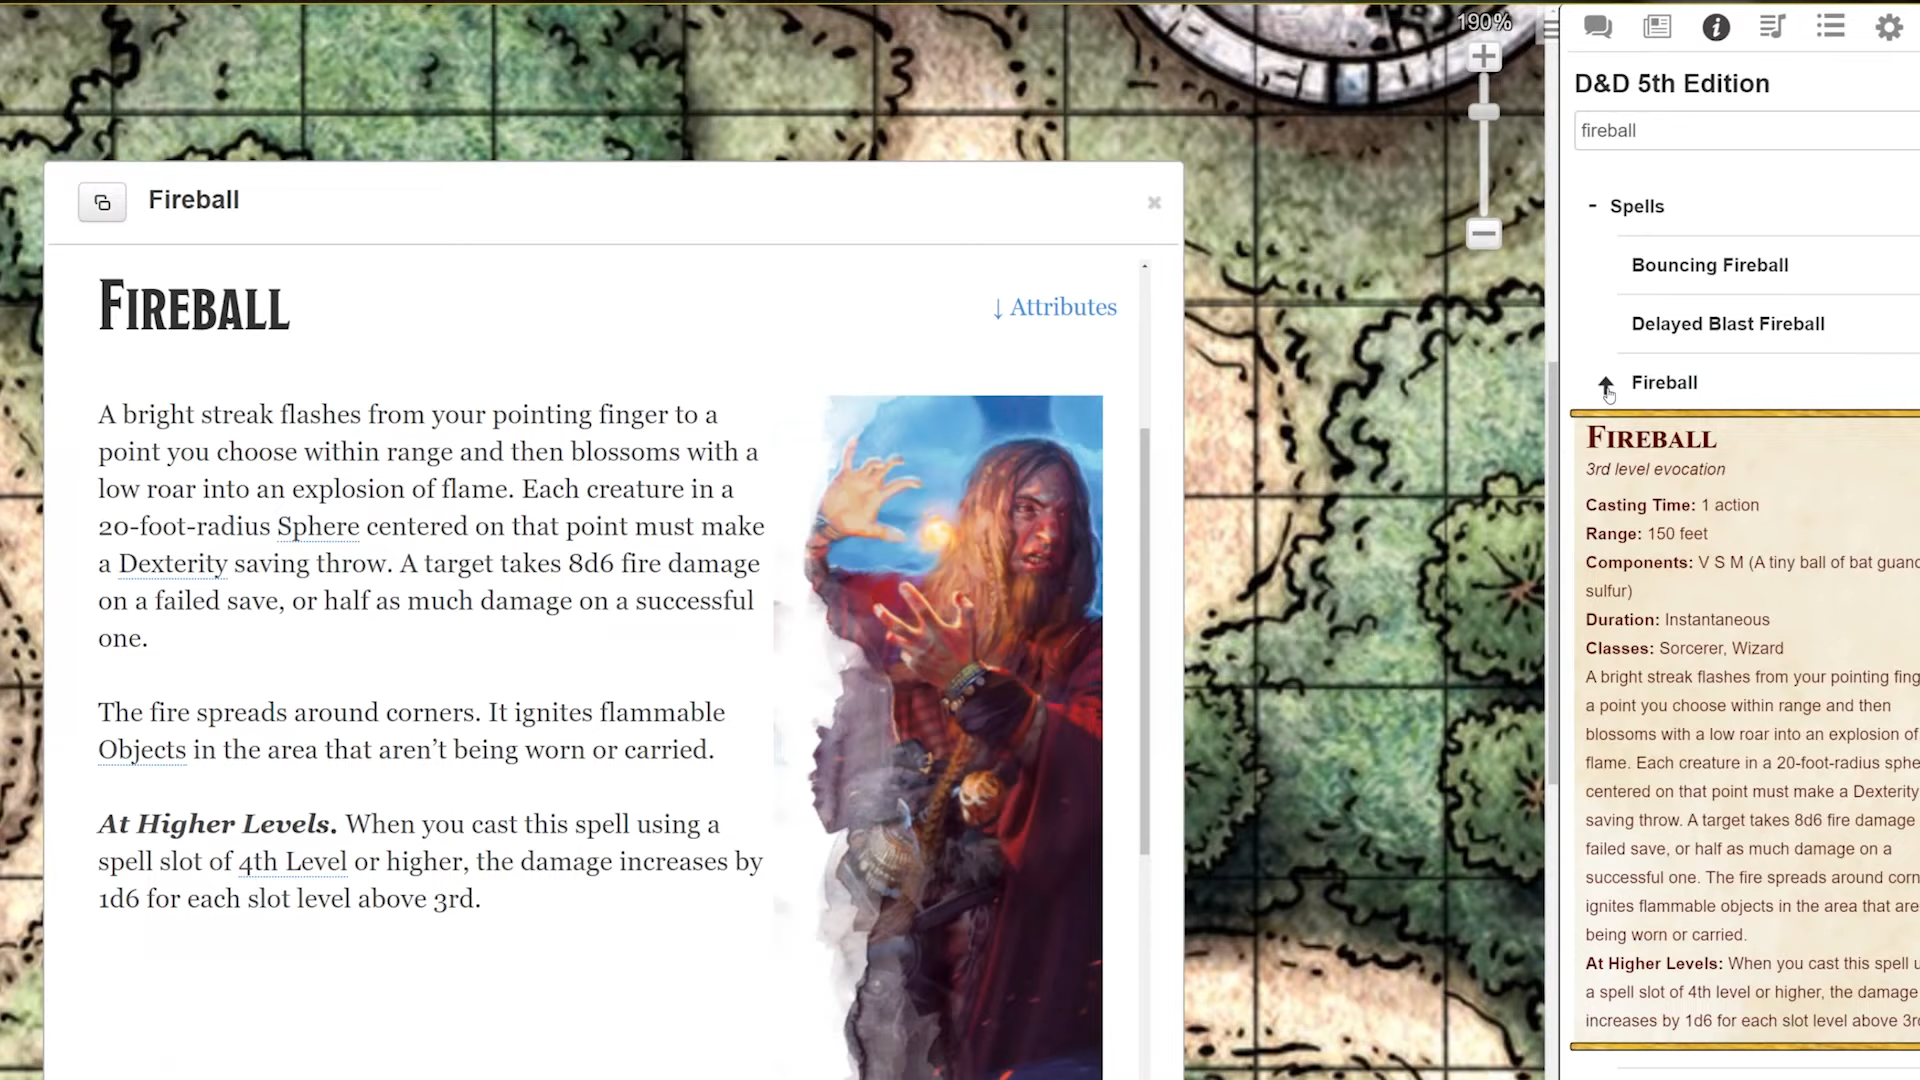 190%
D&D 5th Edition
fireball
- Spells
Bouncing Fireball
Delayed Blast Fireball
Fireball
Fireball
FIREBALL
↓ Attributes
A bright streak flashes from your pointing finger to a
point you choose within range and then blossoms with a
low roar into an explosion of flame. Each creature in a
20-foot-radius Sphere centered on that point must make
a Dexterity saving throw. A target takes 8d6 fire damage
on a failed save, or half as much damage on a successful
one.
The fire spreads around corners. It ignites flammable
Objects in the area that aren’t being worn or carried.
At Higher Levels. When you cast this spell using a
spell slot of 4th Level or higher, the damage increases by
1d6 for each slot level above 3rd.
FIREBALL
3rd level evocation
Casting Time: 1 action
Range: 150 feet
Components: V S M (A tiny ball of bat guano
sulfur)
Duration: Instantaneous
Classes: Sorcerer, Wizard
A bright streak flashes from your pointing fing
a point you choose within range and then
blossoms with a low roar into an explosion of
flame. Each creature in a 20-foot-radius sphe
centered on that point must make a Dexterity
saving throw. A target takes 8d6 fire damage
failed save, or half as much damage on a
successful one. The fire spreads around corn
ignites flammable objects in the area that are
being worn or carried.
At Higher Levels: When you cast this spell u
a spell slot of 4th level or higher, the damage
increases by 1d6 for each slot level above 3r